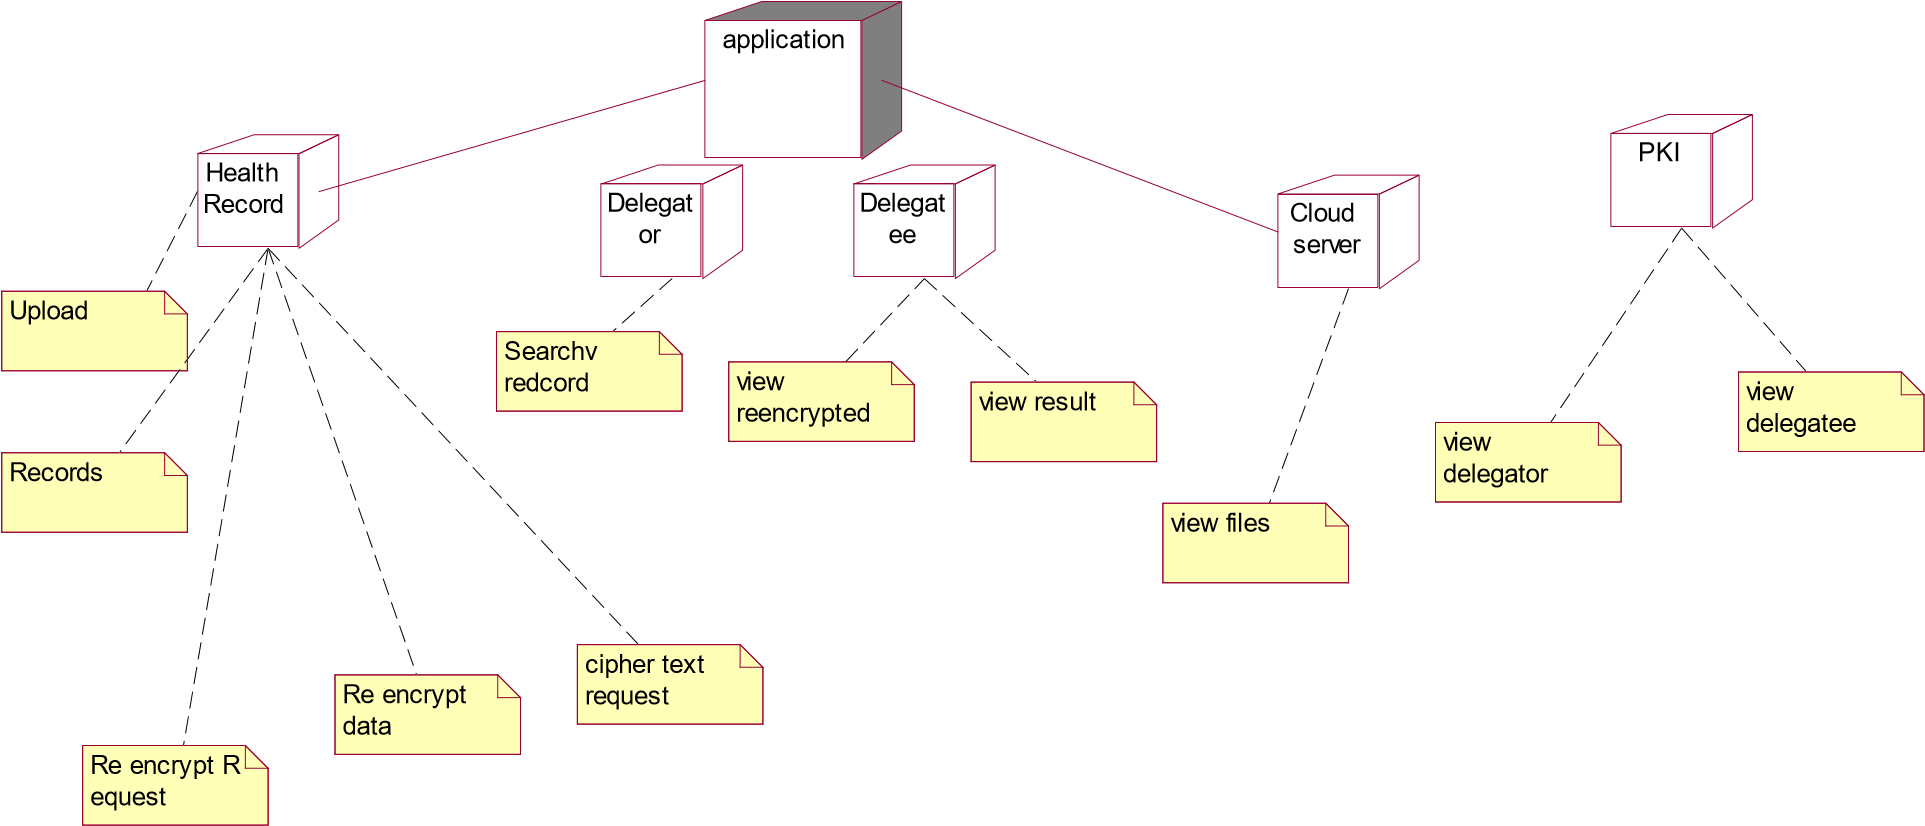 application
Health
Record
Delegat
or
Delegat
ee
Cloud
server
PKI
Upload
Searchv
redcord
view
reencrypted
view result
view
delegatee
view
delegator
Records
view files
cipher text
request
Re encrypt
data
Re encrypt R
equest